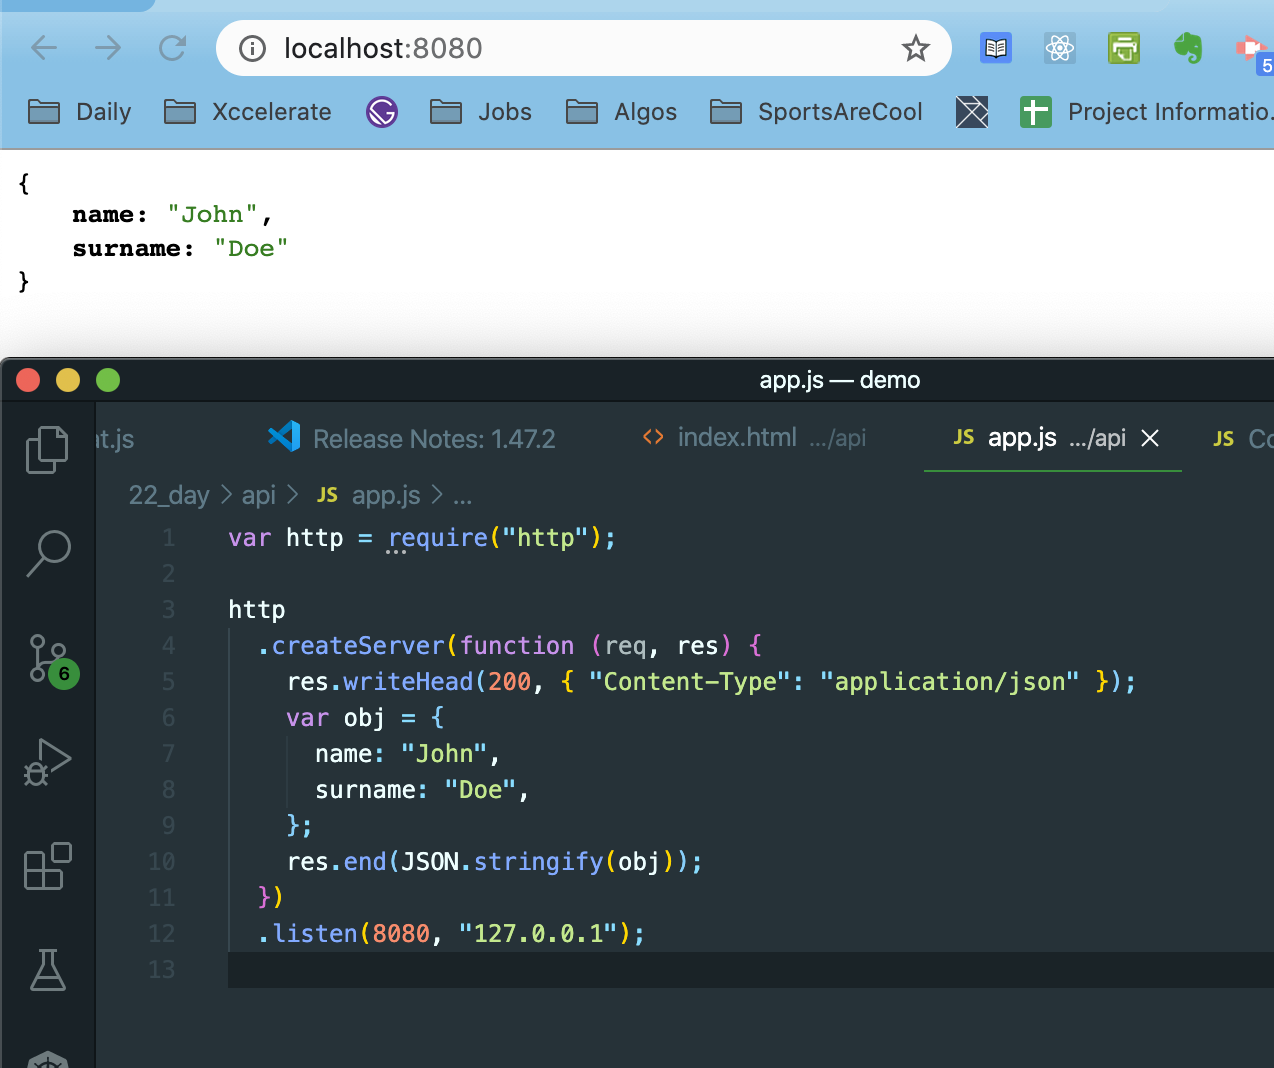 localhost:8080
5
Daily Xccelerate Jobs Algos SportsAreCool Project Informatio.
{
name: "John",
surname: "Doe"
}
app.js — demo
at.js Release Notes: 1.47.2 index.html .../api JS app.js .../api JS Co
22_day api JS app.js ...
1 var http = require("http");
2
3 http
4 .createServer(function (req, res) {
5 res.writeHead(200, { "Content-Type": "application/json" });
6 var obj = {
7 name: "John",
8 surname: "Doe",
9 };
10 res.end(JSON.stringify(obj));
11 })
12 .listen(8080, "127.0.0.1");
13
6